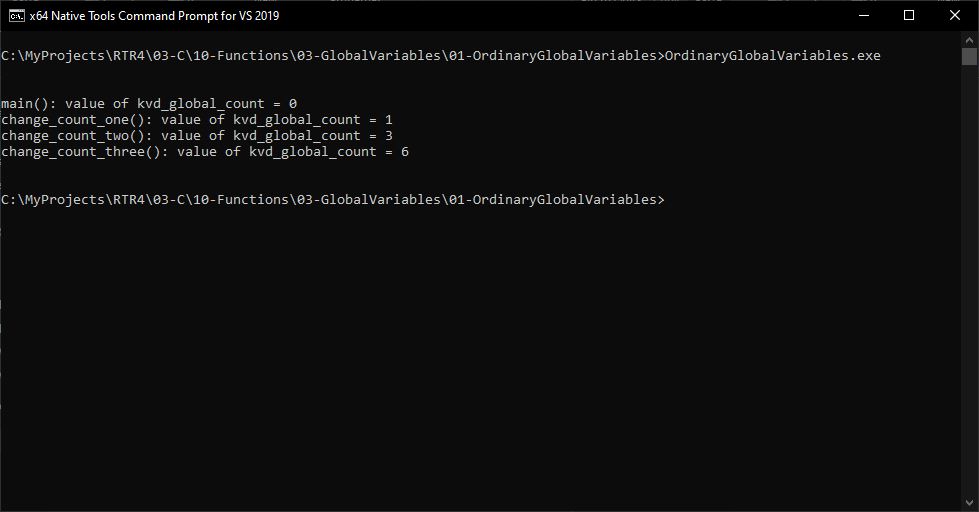 x64 Native Tools Command Prompt for VS 2019
C:\MyProjects\RTR4\03-C\10-Functions\03-GlobalVariables\01-OrdinaryGlobalVariables>OrdinaryGlobalVariables.exe
main(): value of kvd_global_count = 0
change_count_one(): value of kvd_global_count = 1
change_count_two(): value of kvd_global_count = 3
change_count_three(): value of kvd_global_count = 6
C:\MyProjects\RTR4\03-C\10-Functions\03-GlobalVariables\01-OrdinaryGlobalVariables>